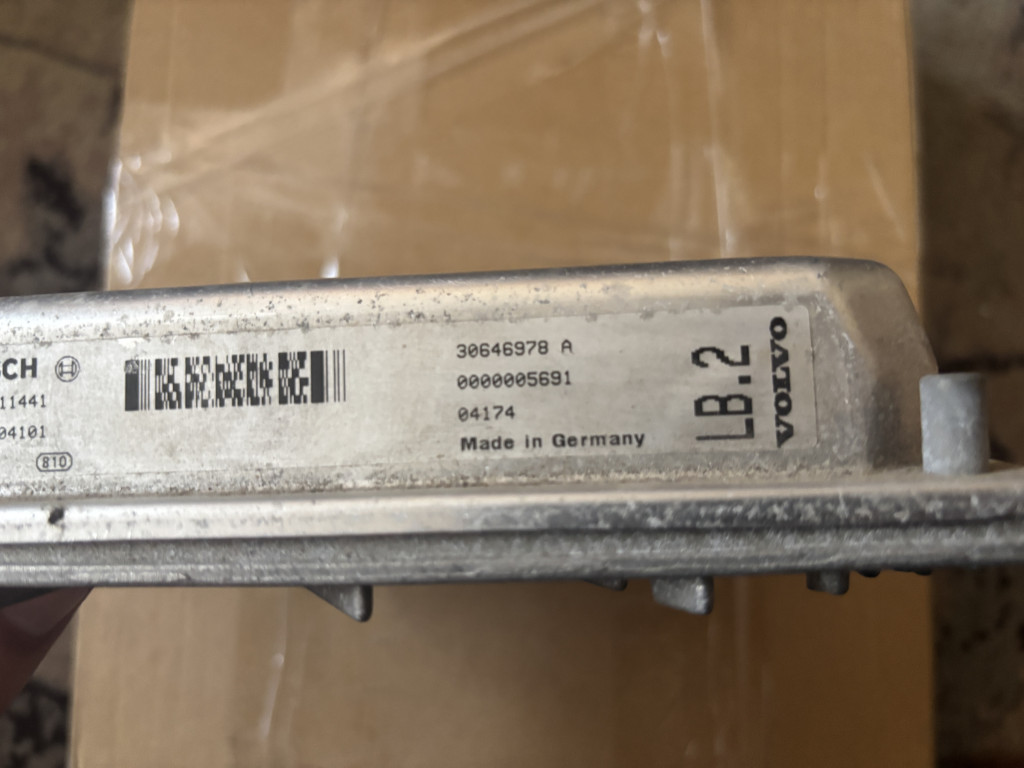 CH
11441
04101
810
30646978 A
0000005691
04174
Made in Germany
LB.2
VOLVO